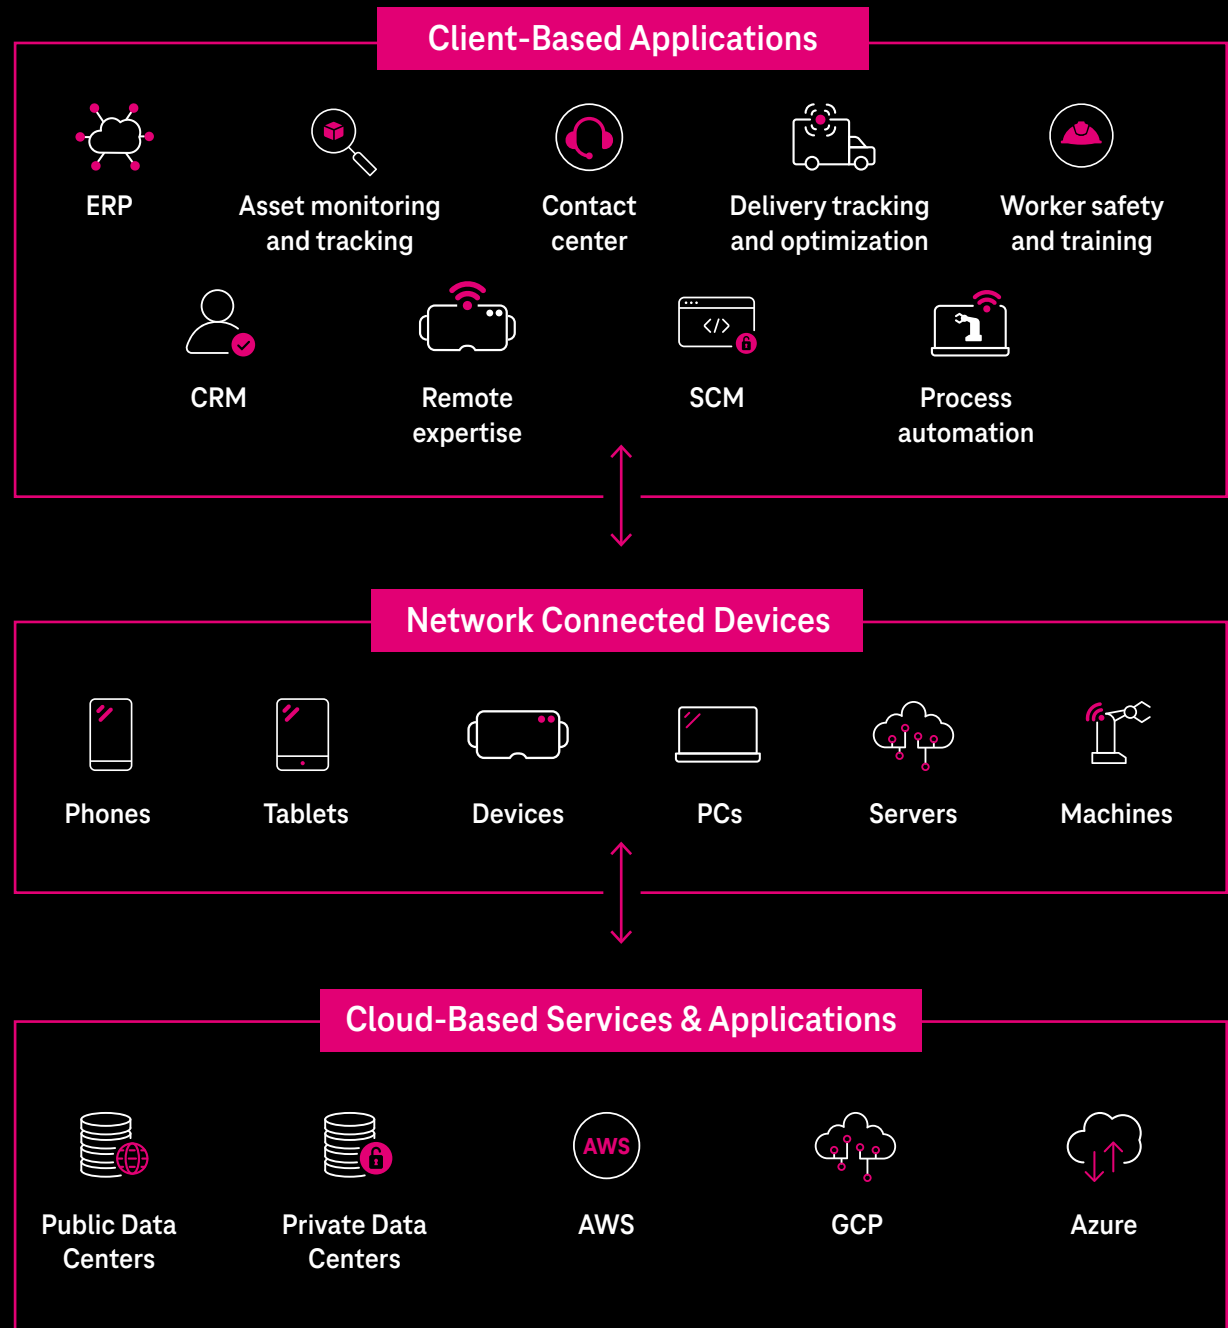 Client-Based Applications
ERP
Asset monitoring
and tracking
Contact
center
Delivery tracking
and optimization
Worker safety
and training
CRM
Remote
expertise
</>
SCM
Process
automation
Network Connected Devices
Phones
Tablets
Devices
PCs
Servers
Machines
Cloud-Based Services & Applications
Public Data
Centers
Private Data
Centers
AWS
AWS
GCP
Azure